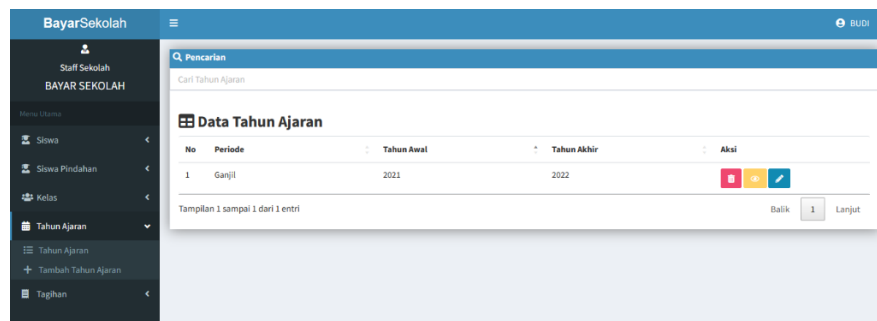 BayarSekolah
BUDI
Staff Sekolah
BAYAR SEKOLAH
Menu Utama
Siswa
Siswa Pindahan
Kelas
Tahun Ajaran
Tahun Ajaran
Tambah Tahun Ajaran
Tagihan
Pencarian
Cari Tahun Ajaran
Data Tahun Ajaran
No Periode Tahun Awal Tahun Akhir Aksi
1 Ganjil 2021 2022
Tampilan 1 sampai 1 dari 1 entri
Balik 1 Lanjut